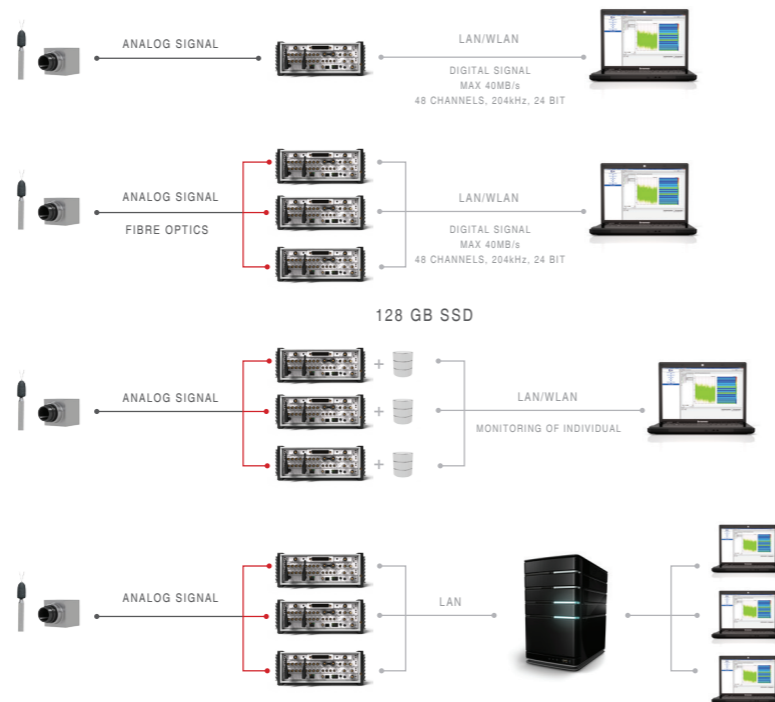 ANALOG SIGNAL
LAN/WLAN
DIGITAL SIGNAL
MAX 40MB/s
48 CHANNELS, 204kHz, 24 BIT
ANALOG SIGNAL
FIBRE OPTICS
LAN/WLAN
DIGITAL SIGNAL
MAX 40MB/s
48 CHANNELS, 204kHz, 24 BIT
128 GB SSD
ANALOG SIGNAL
+
+
+
LAN/WLAN
MONITORING OF INDIVIDUAL
ANALOG SIGNAL
LAN